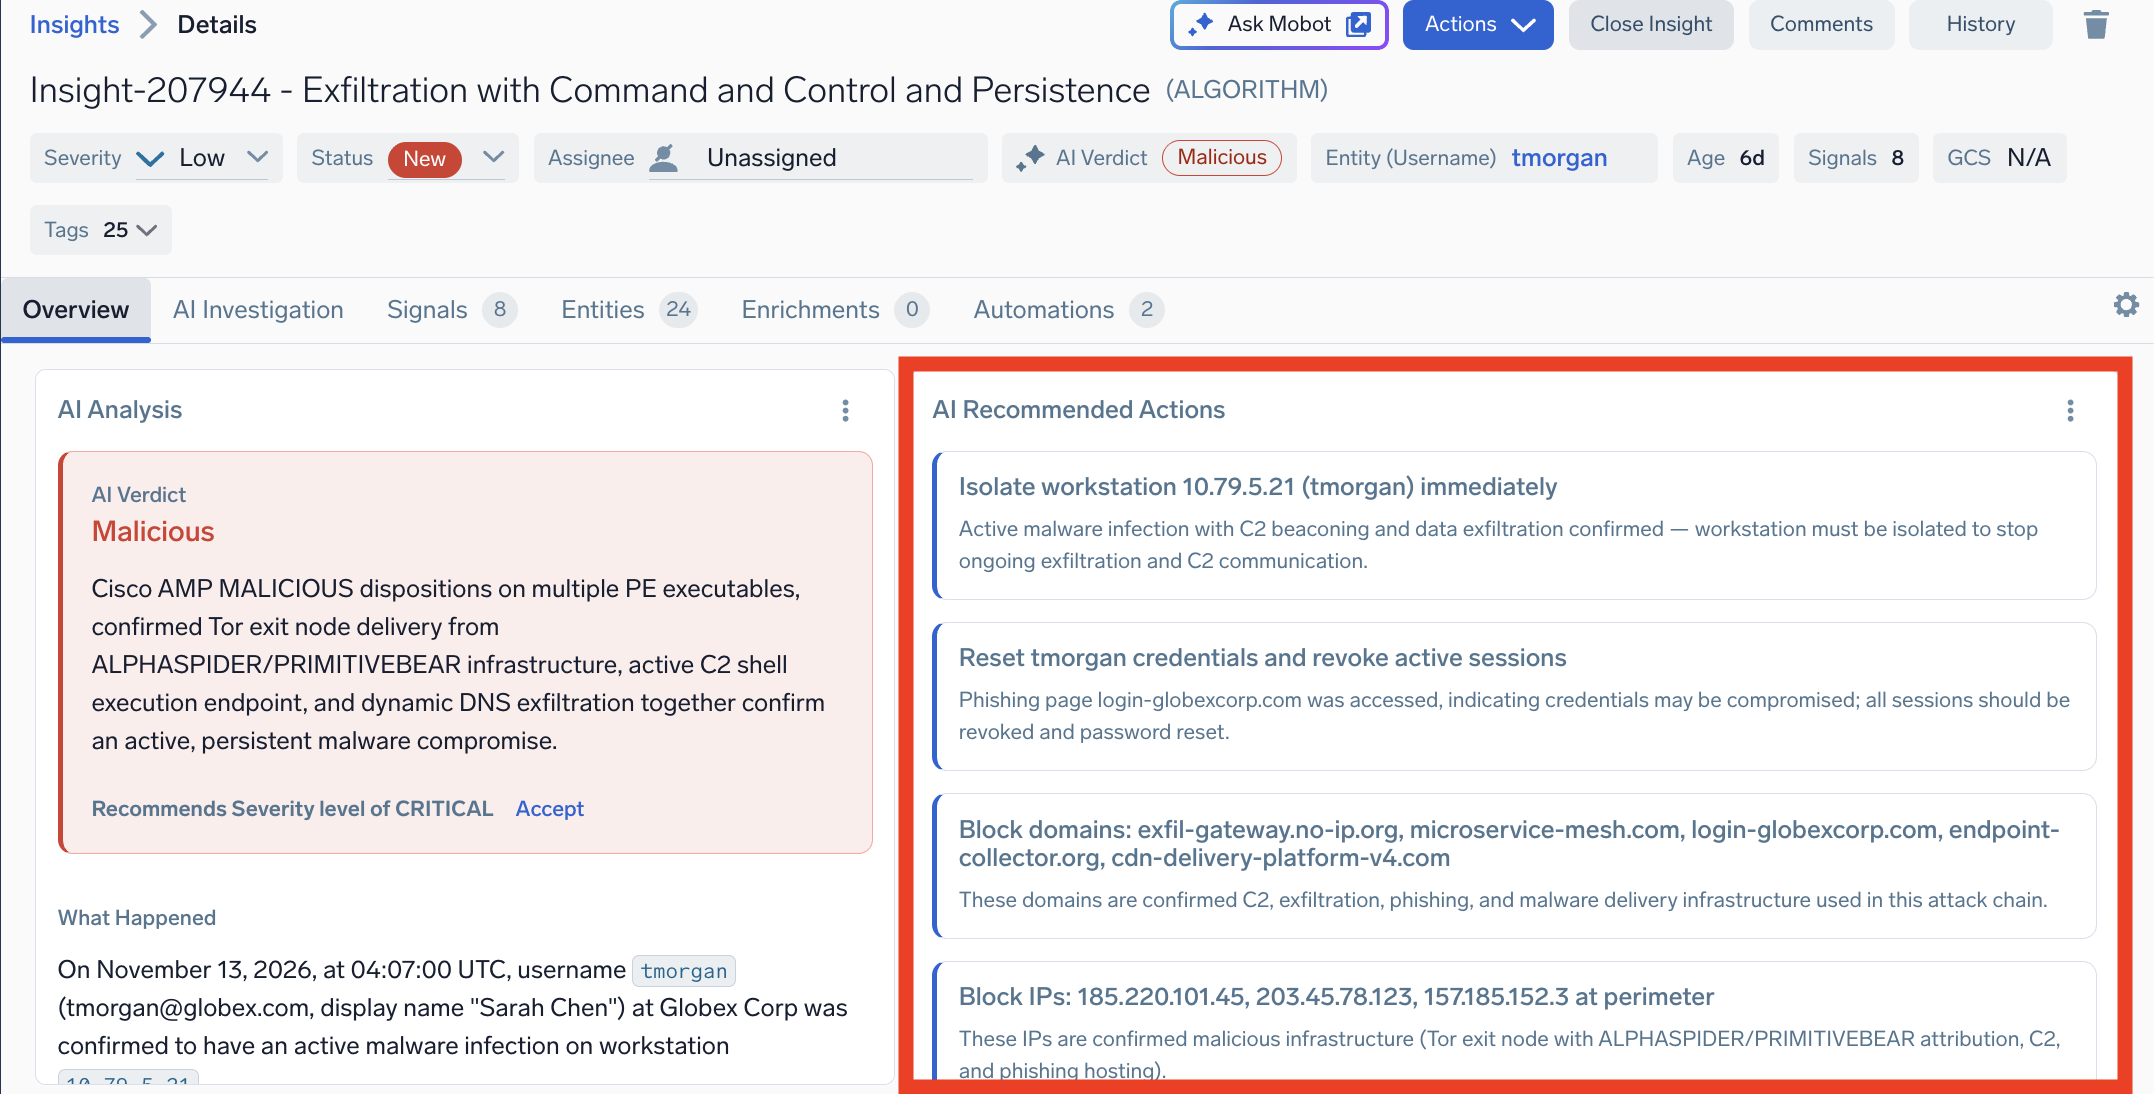 Insights > Details
Ask Mobot
Actions
Close Insight
Comments
History
Insight-207944 - Exfiltration with Command and Control and Persistence (ALGORITHM)
Severity Low
Status New
Assignee Unassigned
AI Verdict Malicious
Entity (Username) tmorgan
Age 6d
Signals 8
GCS N/A
Tags 25
Overview
AI Investigation
Signals 8
Entities 24
Enrichments 0
Automations 2
AI Analysis
AI Verdict
Malicious
Cisco AMP MALICIOUS dispositions on multiple PE executables,
confirmed Tor exit node delivery from
ALPHASPIDER/PRIMITIVEBEAR infrastructure, active C2 shell
execution endpoint, and dynamic DNS exfiltration together confirm
an active, persistent malware compromise.
Recommends Severity level of CRITICAL Accept
What Happened
On November 13, 2026, at 04:07:00 UTC, username tmorgan
(tmorgan@globex.com, display name "Sarah Chen") at Globex Corp was
confirmed to have an active malware infection on workstation
10.79.5.21
AI Recommended Actions
Isolate workstation 10.79.5.21 (tmorgan) immediately
Active malware infection with C2 beaconing and data exfiltration confirmed — workstation must be isolated to stop
ongoing exfiltration and C2 communication.
Reset tmorgan credentials and revoke active sessions
Phishing page login-globexcorp.com was accessed, indicating credentials may be compromised; all sessions should be
revoked and password reset.
Block domains: exfil-gateway.no-ip.org, microservice-mesh.com, login-globexcorp.com, endpoint-
collector.org, cdn-delivery-platform-v4.com
These domains are confirmed C2, exfiltration, phishing, and malware delivery infrastructure used in this attack chain.
Block IPs: 185.220.101.45, 203.45.78.123, 157.185.152.3 at perimeter
These IPs are confirmed malicious infrastructure (Tor exit node with ALPHASPIDER/PRIMITIVEBEAR attribution, C2,
and phishing hosting).